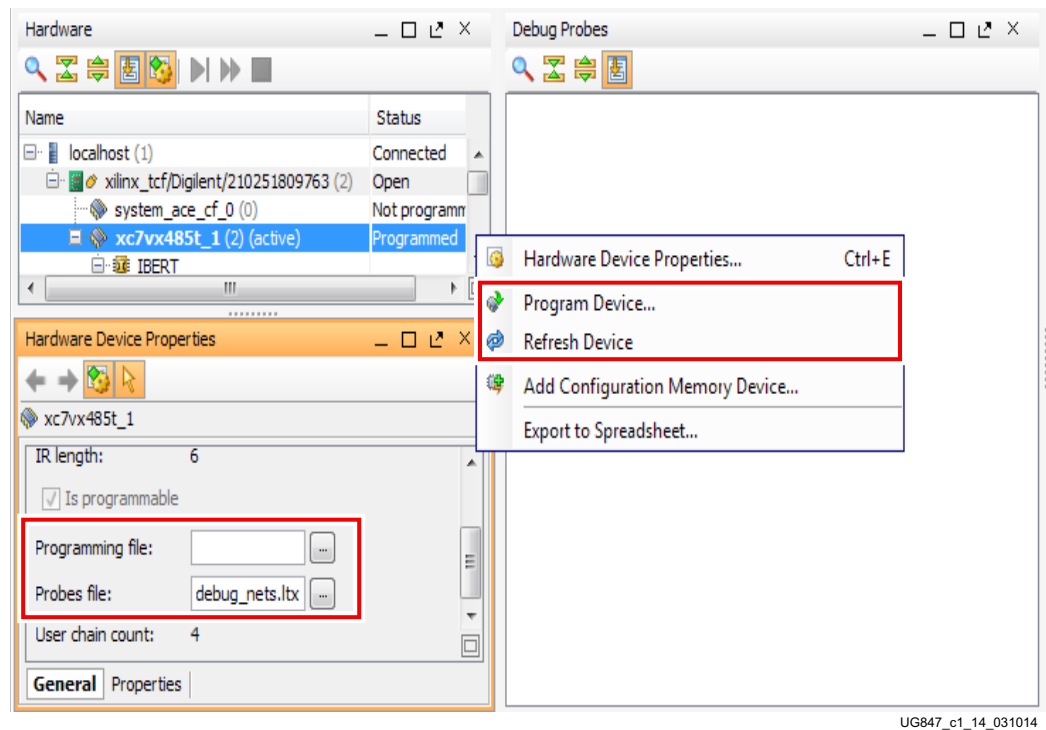 Hardware
Name Status
localhost (1) Connected
xilinx_tcf/Digilent/210251809763 (2) Open
system_ace_cf_0 (0) Not programm
xc7vx485t_1 (2) (active) Programmed
IBERT
Hardware Device Properties
xc7vx485t_1
IR length: 6
Is programmable
Programming file: ...
Probes file: debug_nets.ltx ...
User chain count: 4
General Properties
Debug Probes
Hardware Device Properties... Ctrl+E
Program Device...
Refresh Device
Add Configuration Memory Device...
Export to Spreadsheet...
UG847_c1_14_031014